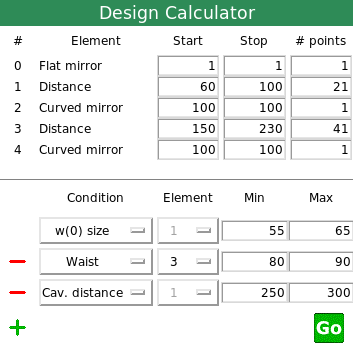 Design Calculator
# Element Start Stop # points
0 Flat mirror 1 1 1
1 Distance 60 100 21
2 Curved mirror 100 100 1
3 Distance 150 230 41
4 Curved mirror 100 100 1
Condition Element Min Max
w(0) size 1 55 65
Waist 3 80 90
Cav. distance 1 250 300
Go